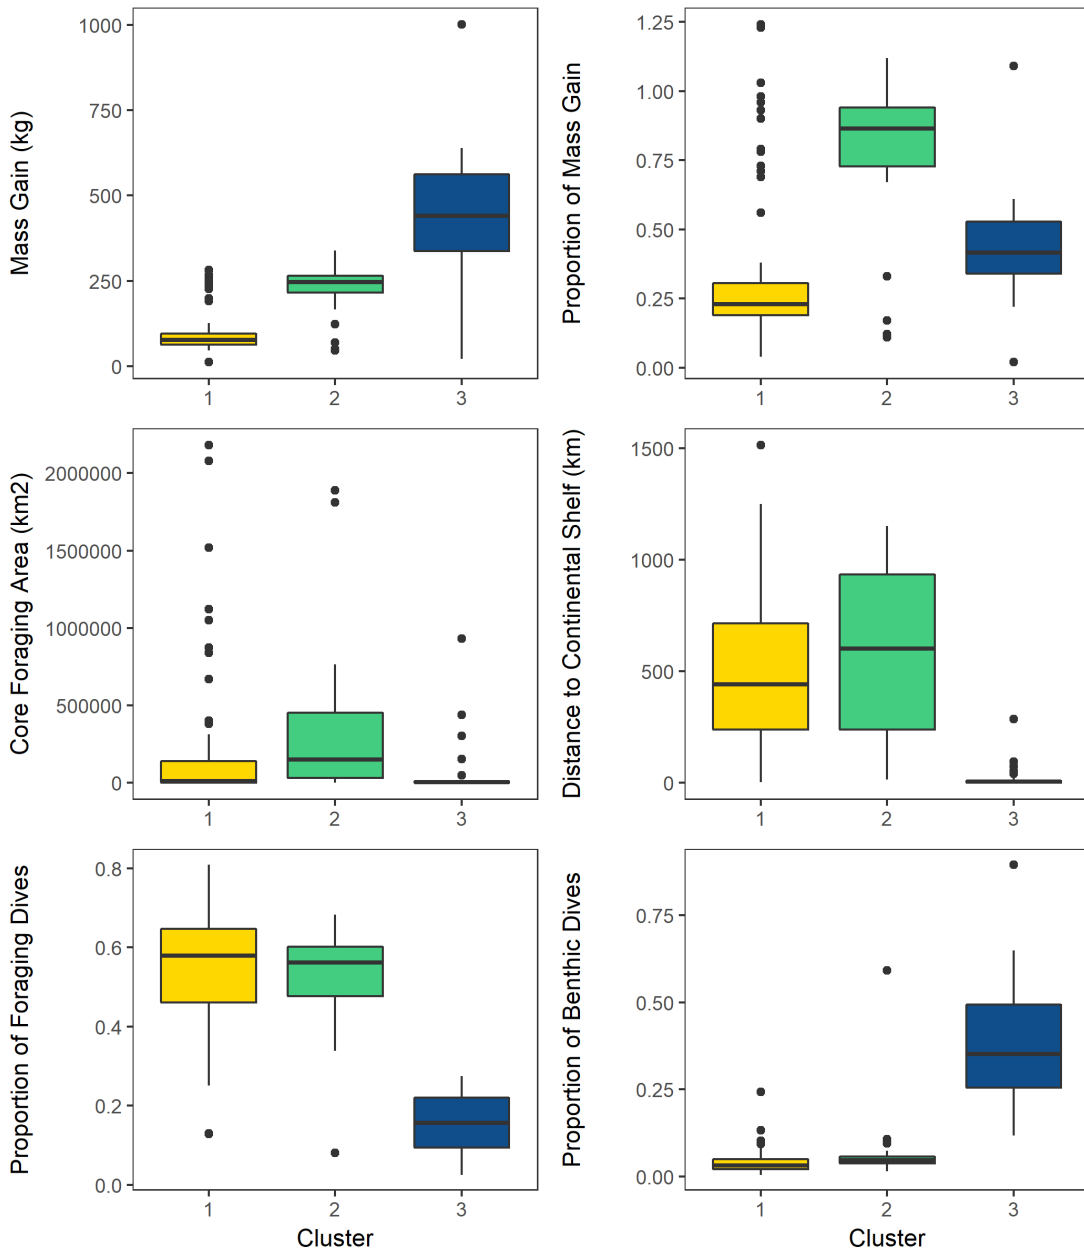 Mass Gain (kg)
1000
750
500
250
0
1 2 3
Proportion of Mass Gain
1.25
1.00
0.75
0.50
0.25
0.00
1 2 3
Core Foraging Area (km2)
2000000
1500000
1000000
500000
0
1 2 3
Distance to Continental Shelf (km)
1500
1000
500
0
1 2 3
Proportion of Foraging Dives
0.8
0.6
0.4
0.2
0.0
1 2 3
Cluster
Proportion of Benthic Dives
0.75
0.50
0.25
0.00
1 2 3
Cluster